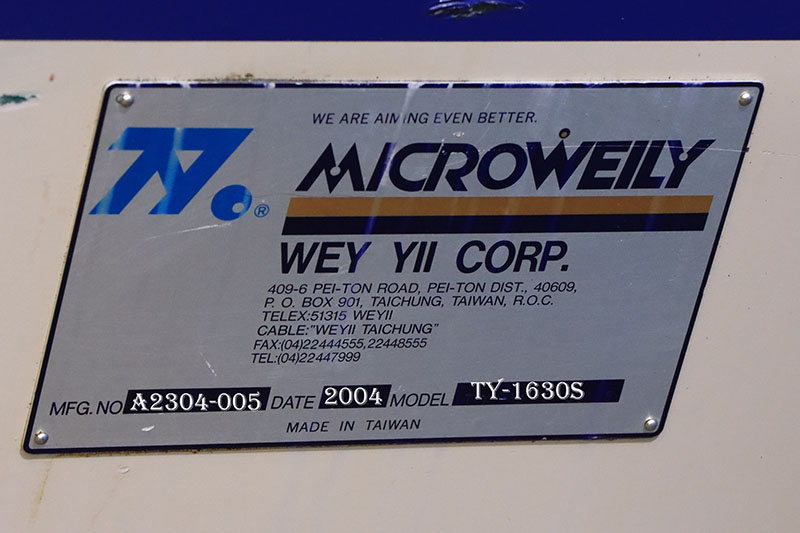 WE ARE AIMING EVEN BETTER.
TY. ®
MICROWEILY
WEY YII CORP.
409-6 PEI-TON ROAD, PEI-TON DIST., 40609,
P. O. BOX 901, TAICHUNG, TAIWAN, R.O.C.
TELEX:51315 WEYII
CABLE:"WEYII TAICHUNG"
FAX:(04)22444555,22448555
TEL:(04)22447999
MFG. NO A2304-005 DATE 2004 MODEL TY-1630S
MADE IN TAIWAN